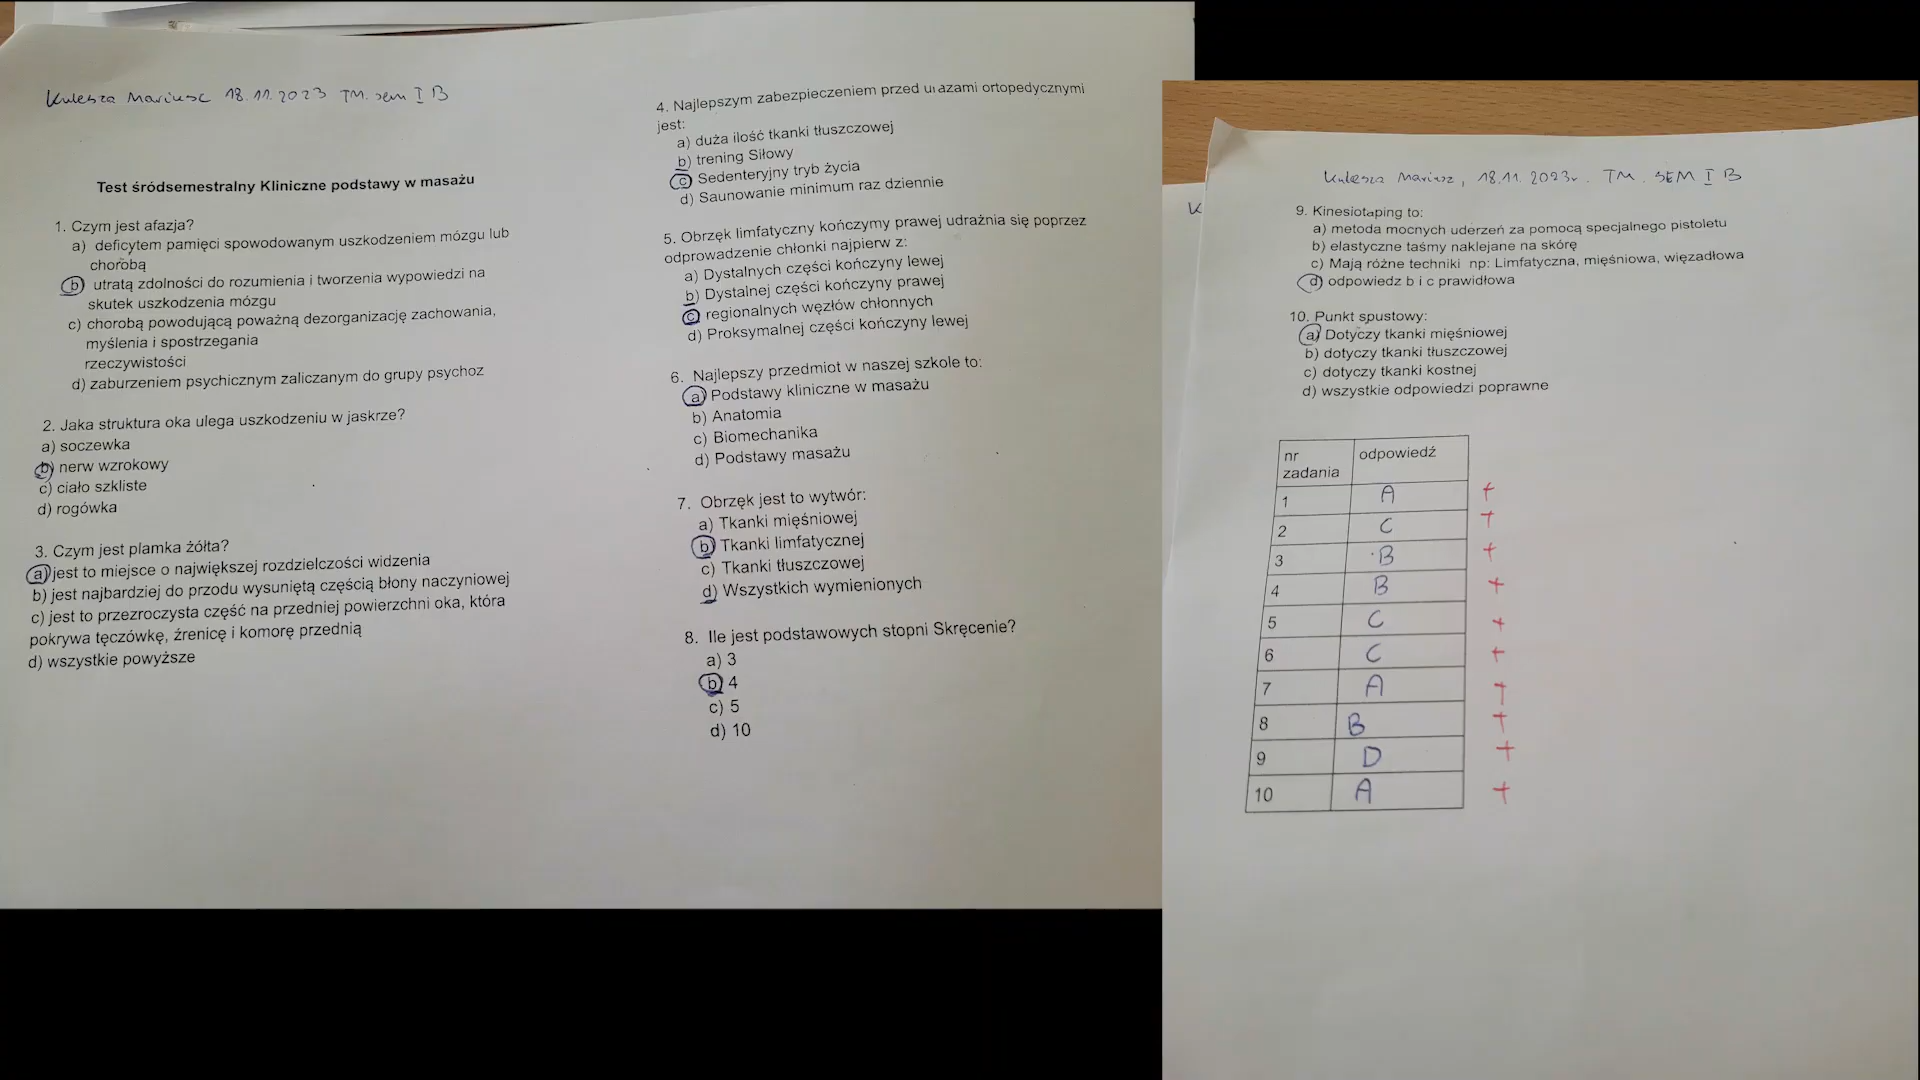 Kulesza Mariusz 18.11.2023 TM. sem I B
Test śródsemestralny Kliniczne podstawy w masażu
1. Czym jest afazja?
a) deficytem pamięci spowodowanym uszkodzeniem mózgu lub
chorobą
b) utratą zdolności do rozumienia i tworzenia wypowiedzi na
skutek uszkodzenia mózgu
c) chorobą powodującą poważną dezorganizację zachowania,
myślenia i spostrzegania
rzeczywistości
d) zaburzeniem psychicznym zaliczanym do grupy psychoz
2. Jaka struktura oka ulega uszkodzeniu w jaskrze?
a) soczewka
b) nerw wzrokowy
c) ciało szkliste
d) rogówka
3. Czym jest plamka żółta?
a) jest to miejsce o największej rozdzielczości widzenia
b) jest najbardziej do przodu wysuniętą częścią błony naczyniowej
c) jest to przezroczysta część na przedniej powierzchni oka, która
pokrywa tęczówkę, źrenicę i komorę przednią
d) wszystkie powyższe
4. Najlepszym zabezpieczeniem przed urazami ortopedycznymi
jest:
a) duża ilość tkanki tłuszczowej
b) trening Siłowy
c) Sedenteryjny tryb życia
d) Saunowanie minimum raz dziennie
5. Obrzęk limfatyczny kończymy prawej udrażnia się poprzez
odprowadzenie chłonki najpierw z:
a) Dystalnych części kończyny lewej
b) Dystalnej części kończyny prawej
c) regionalnych węzłów chłonnych
d) Proksymalnej części kończyny lewej
6. Najlepszy przedmiot w naszej szkole to:
a) Podstawy kliniczne w masażu
b) Anatomia
c) Biomechanika
d) Podstawy masażu
7. Obrzęk jest to wytwór:
a) Tkanki mięśniowej
b) Tkanki limfatycznej
c) Tkanki tłuszczowej
d) Wszystkich wymienionych
8. Ile jest podstawowych stopni Skręcenie?
a) 3
b) 4
c) 5
d) 10
K
Kulesza Mariusz, 18.11.2023r. TM. SEM I B
9. Kinesiotaping to:
a) metoda mocnych uderzeń za pomocą specjalnego pistoletu
b) elastyczne taśmy naklejane na skórę
c) Mają różne techniki np: Limfatyczna, mięśniowa, więzadłowa
d) odpowiedz b i c prawidłowa
10. Punkt spustowy:
a) Dotyczy tkanki mięśniowej
b) dotyczy tkanki tłuszczowej
c) dotyczy tkanki kostnej
d) wszystkie odpowiedzi poprawne
nr zadania odpowiedź
1 A +
2 C +
3 B +
4 B +
5 C +
6 C +
7 A +
8 B +
9 D +
10 A +